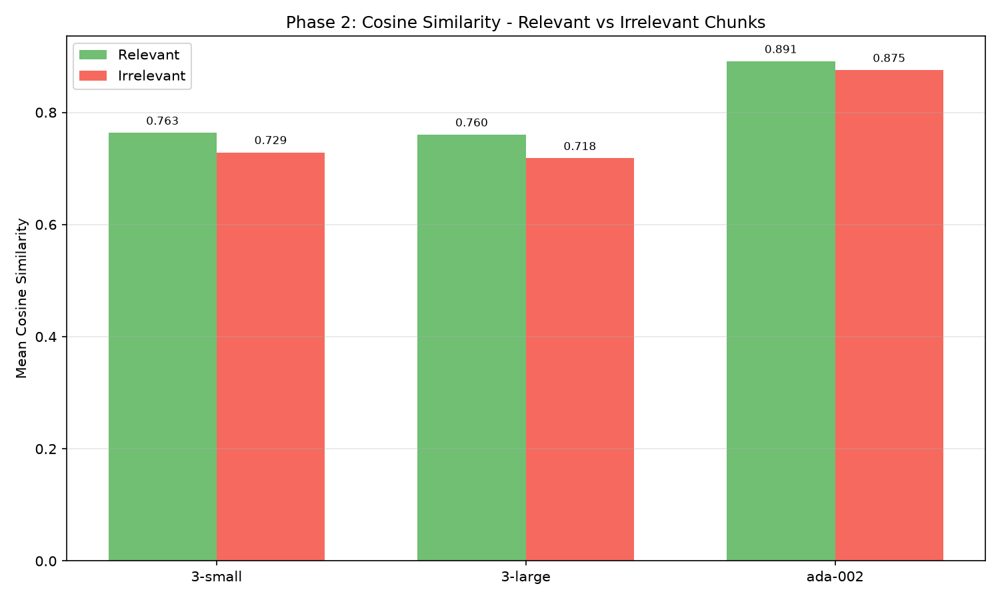 Phase 2: Cosine Similarity - Relevant vs Irrelevant Chunks
Relevant
Irrelevant
0.891
0.875
0.763
0.729
0.760
0.718
Mean Cosine Similarity
0.8
0.6
0.4
0.2
0.0
3-small
3-large
ada-002